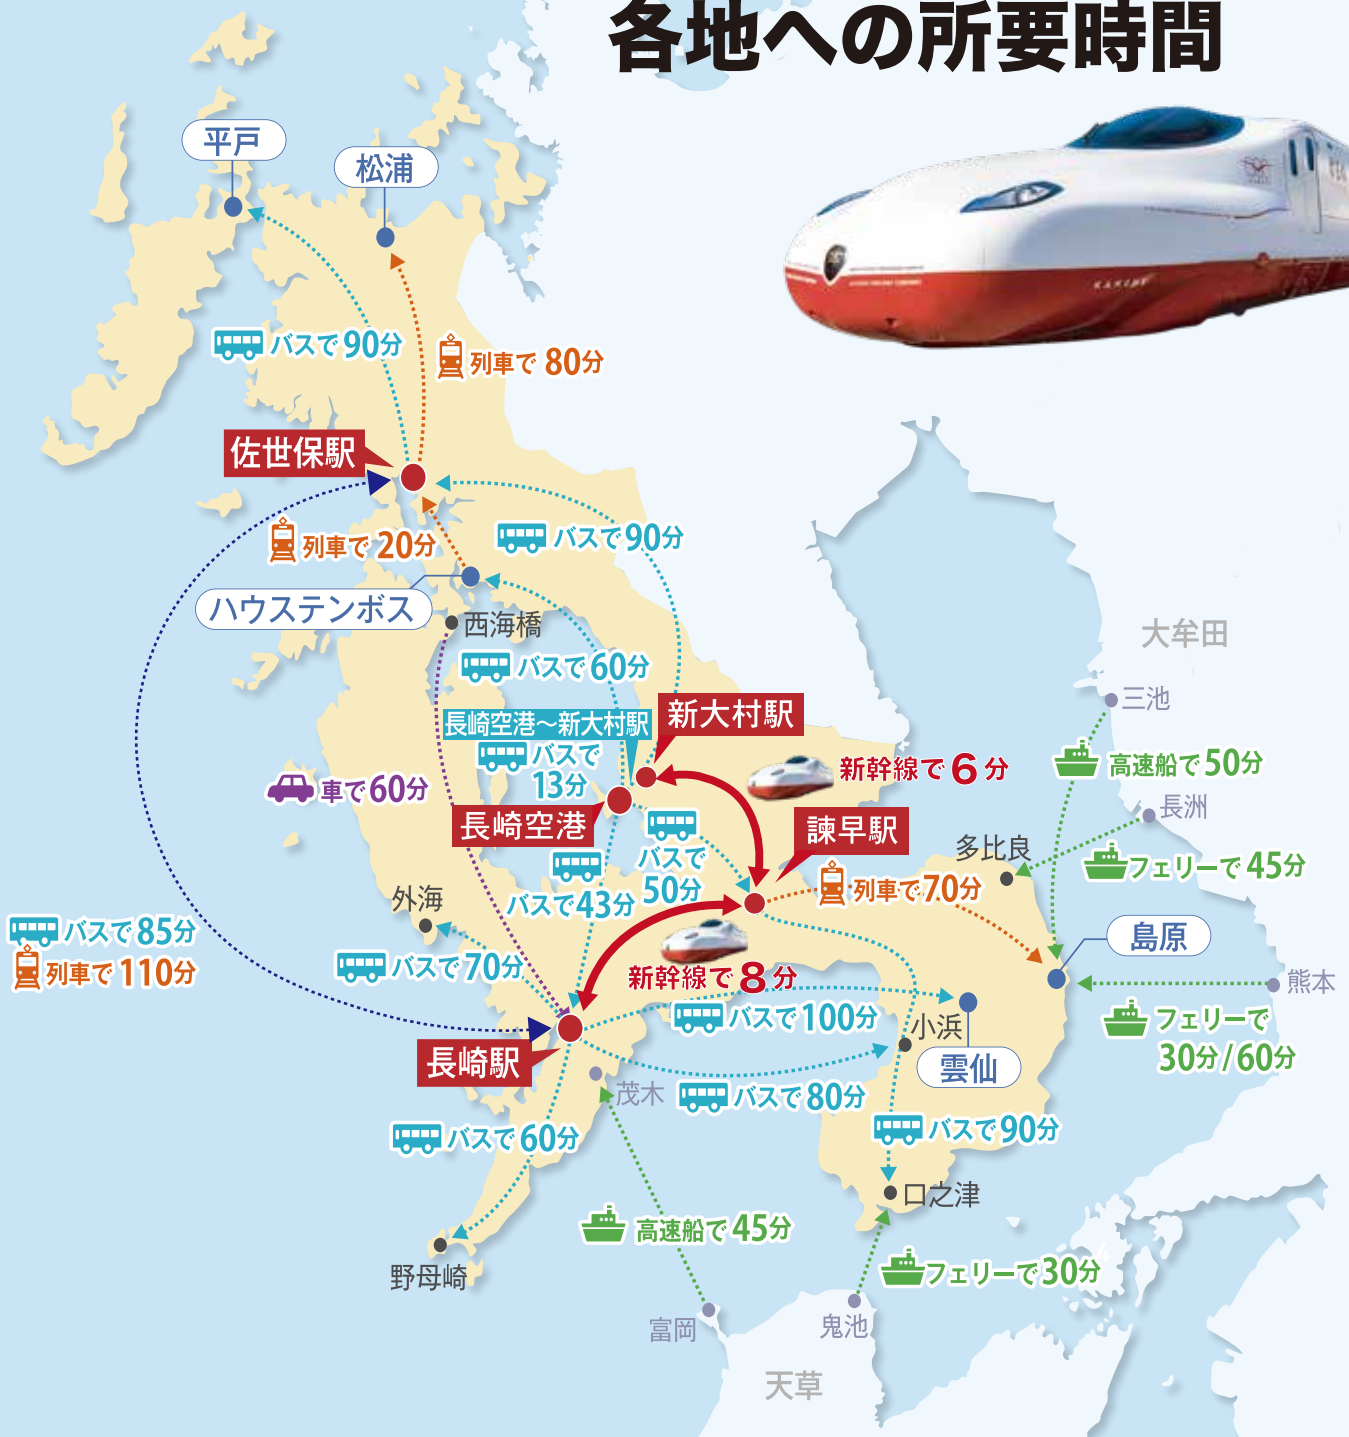 各地への所要時間
平戸
松浦
KAMOME
バスで90分
列車で 80分
佐世保駅
列車で 20分
バスで90分
ハウステンボス
西海橋
大牟田
バスで60分
三池
長崎空港～新大村駅
新大村駅
バスで
13分
新幹線で6分
高速船で50分
車で60分
長崎空港
諫早駅
長洲
バスで
50分
多比良
フェリーで45分
バスで43分
列車で70分
外海
バスで85分
列車で110分
島原
バスで70分
新幹線で8分
熊本
バスで100分
小浜
フェリーで
30分/60分
長崎駅
雲仙
茂木
バスで80分
バスで60分
バスで90分
口之津
高速船で45分
野母崎
フェリーで30分
富岡
鬼池
天草